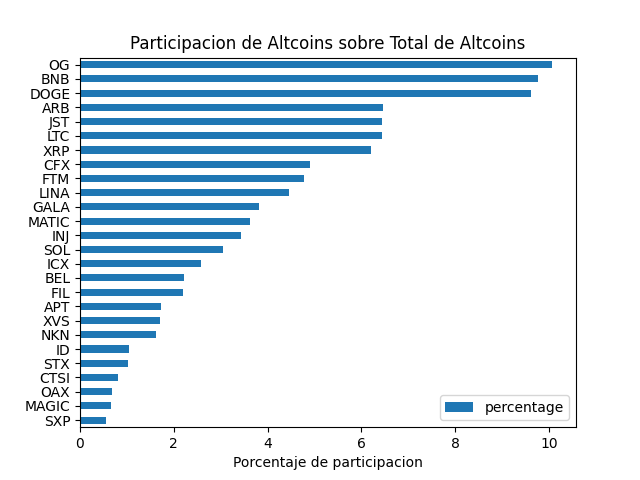 Participacion de Altcoins sobre Total de Altcoins
OG
BNB
DOGE
ARB
JST
LTC
XRP
CFX
FTM
LINA
GALA
MATIC
INJ
SOL
ICX
BEL
FIL
APT
XVS
NKN
ID
STX
CTSI
OAX
MAGIC
SXP
percentage
0 2 4 6 8 10
Porcentaje de participacion